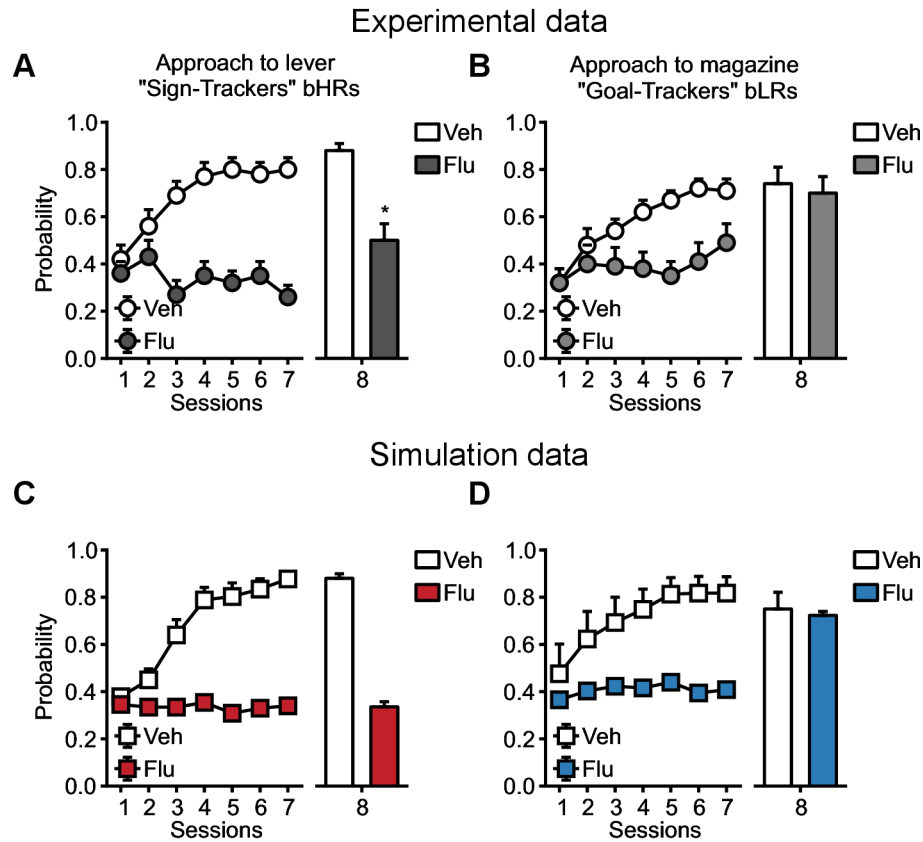 Experimental data
A
Approach to lever
"Sign-Trackers" bHRs
B
Approach to magazine
"Goal-Trackers" bLRs
Probability
1.0
0.8
0.6
0.4
0.2
0.0
Veh
Flu
1 2 3 4 5 6 7
Sessions
*
8
Veh
Flu
1.0
0.8
0.6
0.4
0.2
0.0
Veh
Flu
1 2 3 4 5 6 7
Sessions
8
Veh
Flu
Simulation data
C
D
Probability
1.0
0.8
0.6
0.4
0.2
0.0
Veh
Flu
1 2 3 4 5 6 7
Sessions
8
Veh
Flu
1.0
0.8
0.6
0.4
0.2
0.0
Veh
Flu
1 2 3 4 5 6 7
Sessions
8
Veh
Flu